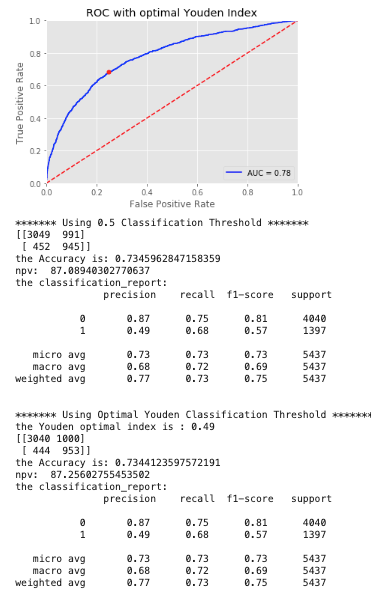 ROC with optimal Youden Index
1.0
0.8
0.6
0.4
0.2
0.0
True Positive Rate
0.0 0.2 0.4 0.6 0.8 1.0
False Positive Rate
AUC = 0.78
******* Using 0.5 Classification Threshold *******
[[3049 991]
[ 452 945]]
the Accuracy is: 0.7345962847158359
npv: 87.08940302770637
the classification_report:
precision recall f1-score support
0 0.87 0.75 0.81 4040
1 0.49 0.68 0.57 1397
micro avg 0.73 0.73 0.73 5437
macro avg 0.68 0.72 0.69 5437
weighted avg 0.77 0.73 0.75 5437
******* Using Optimal Youden Classification Threshold *******
the Youden optimal index is : 0.49
[[3040 1000]
[ 444 953]]
the Accuracy is: 0.7344123597572191
npv: 87.25602755453502
the classification_report:
precision recall f1-score support
0 0.87 0.75 0.81 4040
1 0.49 0.68 0.57 1397
micro avg 0.73 0.73 0.73 5437
macro avg 0.68 0.72 0.69 5437
weighted avg 0.77 0.73 0.75 5437